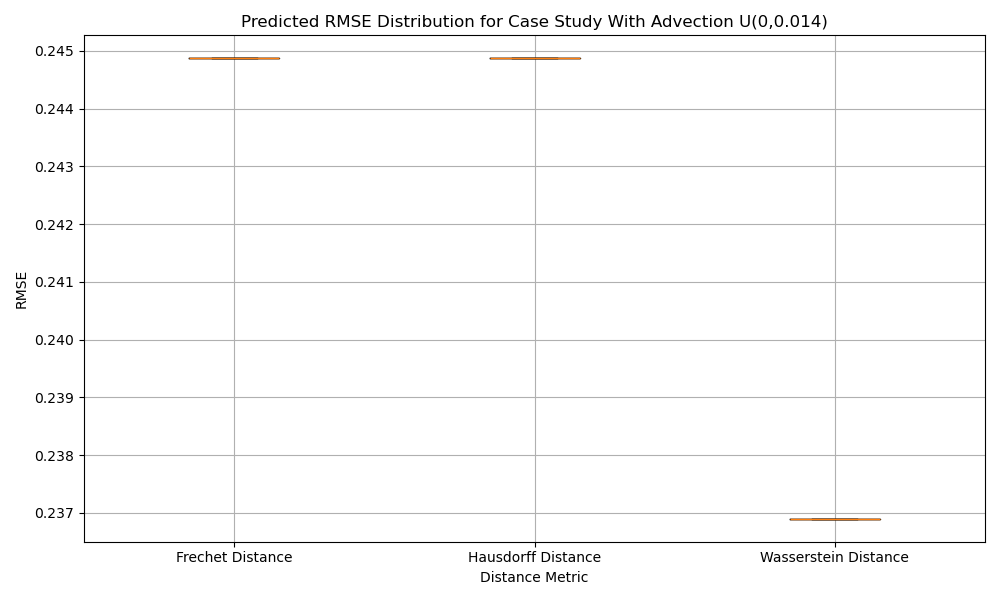 Predicted RMSE Distribution for Case Study With Advection U(0,0.014)
0.245
0.244
0.243
0.242
0.241
0.240
0.239
0.238
0.237
RMSE
Frechet Distance
Hausdorff Distance
Wasserstein Distance
Distance Metric